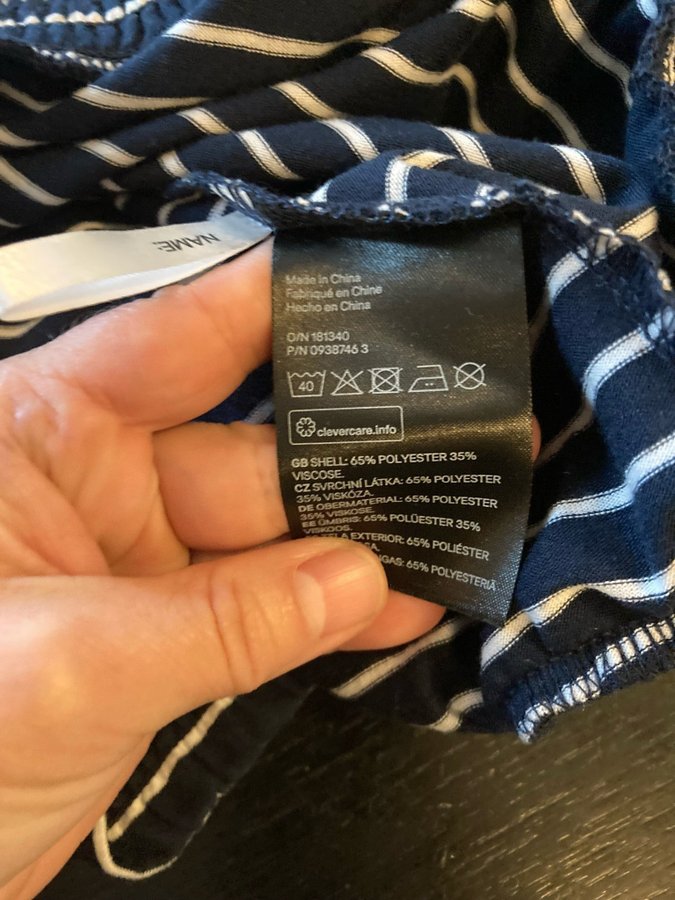 NAME:
Made in China
Fabriqué en Chine
Hecho en China
O/N 181340
P/N 0938746 3
40
clevercare.info
GB SHELL: 65% POLYESTER 35%
VISCOSE.
CZ SVRCHNÍ LÁTKA: 65% POLYESTER
35% VISKÓZA.
DE OBERMATERIAL: 65% POLYESTER
35% VISKOSE.
EE ÜMBRIS: 65% POLÜESTER 35%
VISKOOS.
EXTERIOR: 65% POLIÉSTER
65% POLYESTERIÄ